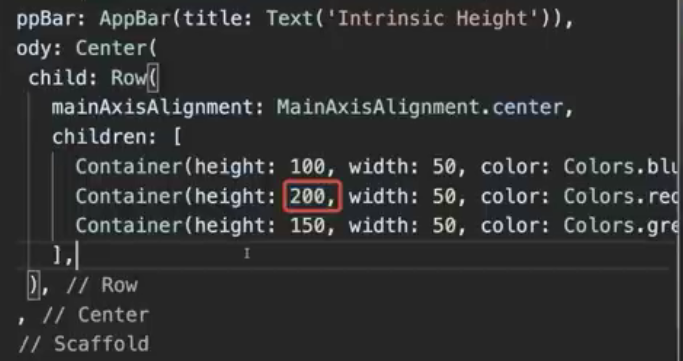 ppBar: AppBar(title: Text('Intrinsic Height')),
ody: Center(
child: Row(
mainAxisAlignment: MainAxisAlignment.center,
children: [
Container(height: 100, width: 50, color: Colors.blu
Container(height: 200, width: 50, color: Colors.red
Container(height: 150, width: 50, color: Colors.gre
],
), // Row
, // Center
// Scaffold